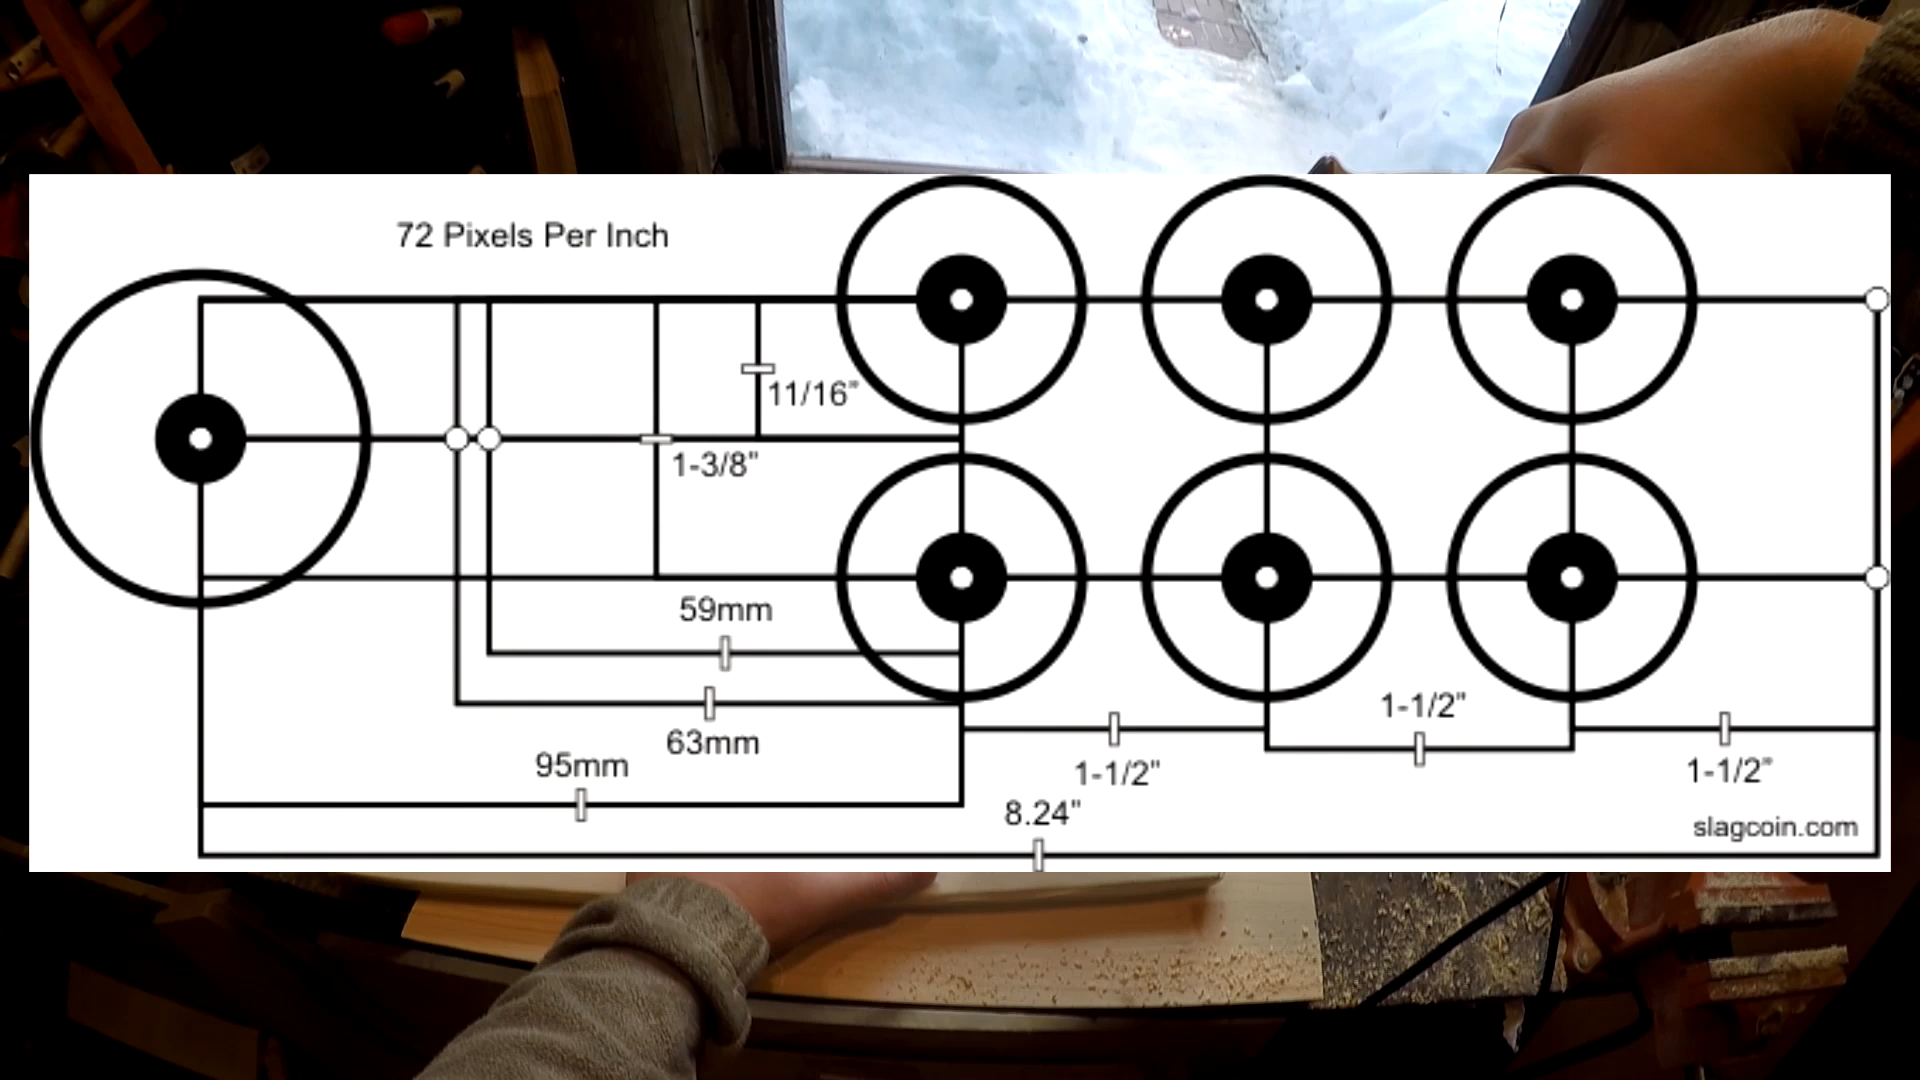 72 Pixels Per Inch
11/16”
1-3/8”
59mm
63mm
95mm
1-1/2”
1-1/2”
1-1/2”
8.24”
slagcoin.com